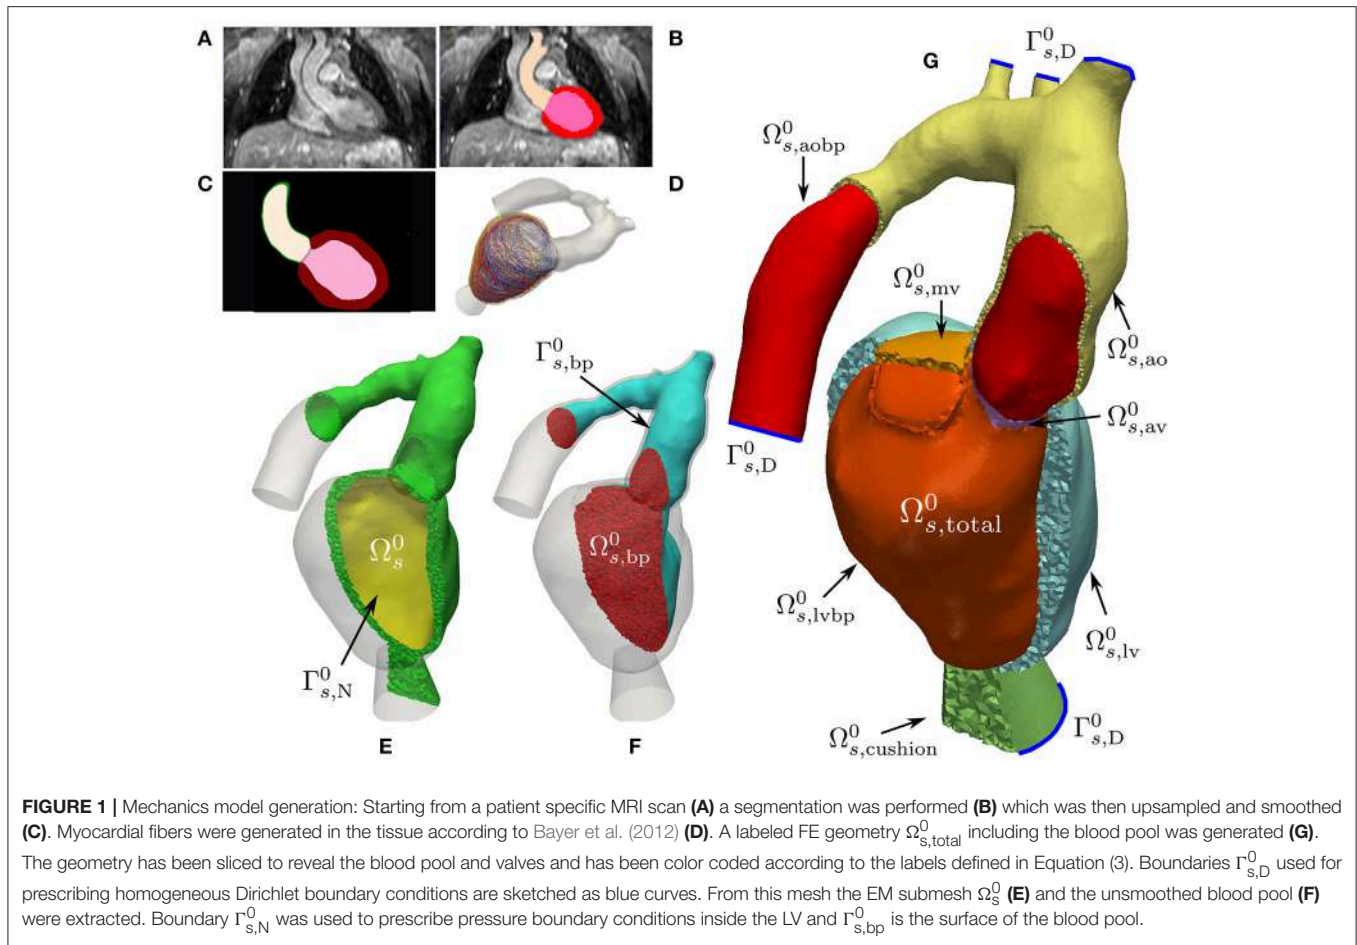 A
B
G
Γ⁰ₛ,D
Ω⁰ₛ,aobp
C
D
Ω⁰ₛ,mv
Γ⁰ₛ,bp
Ω⁰ₛ,ao
Ω⁰ₛ,av
Γ⁰ₛ,D
Ω⁰ₛ,total
Ω⁰ₛ
Ω⁰ₛ,bp
Ω⁰ₛ,lvbp
Ω⁰ₛ,lv
Γ⁰ₛ,N
Γ⁰ₛ,D
Ω⁰ₛ,cushion
E
F
FIGURE 1 | Mechanics model generation: Starting from a patient specific MRI scan (A) a segmentation was performed (B) which was then upsampled and smoothed
(C). Myocardial fibers were generated in the tissue according to Bayer et al. (2012) (D). A labeled FE geometry Ω⁰ₛ,total including the blood pool was generated (G).
The geometry has been sliced to reveal the blood pool and valves and has been color coded according to the labels defined in Equation (3). Boundaries Γ⁰ₛ,D used for
prescribing homogeneous Dirichlet boundary conditions are sketched as blue curves. From this mesh the EM submesh Ω⁰ₛ (E) and the unsmoothed blood pool (F)
were extracted. Boundary Γ⁰ₛ,N was used to prescribe pressure boundary conditions inside the LV and Γ⁰ₛ,bp is the surface of the blood pool.